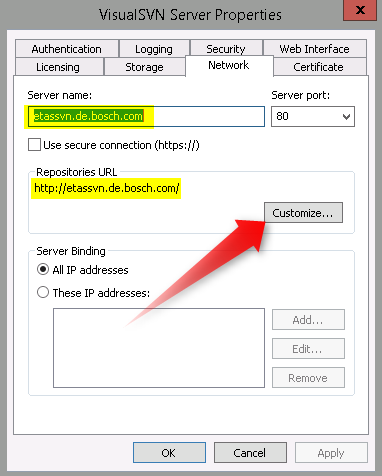 VisualSVN Server Properties
x
Authentication Logging Security Web Interface
Licensing Storage Network Certificate
Server name: Server port:
etassvn.de.bosch.com 80
Use secure connection (https://)
Repositories URL
http://etassvn.de.bosch.com/
Customize...
Server Binding
All IP addresses
These IP addresses:
Add...
Edit...
Remove
OK Cancel Apply